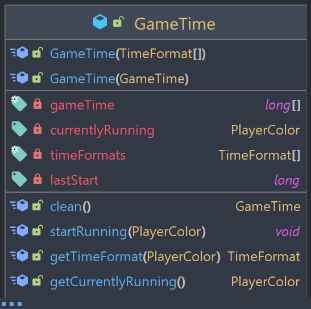 GameTime
GameTime(TimeFormat[])
GameTime(GameTime)
gameTime long[]
currentlyRunning PlayerColor
timeFormats TimeFormat[]
lastStart long
clean() GameTime
startRunning(PlayerColor) void
getTimeFormat(PlayerColor) TimeFormat
getCurrentlyRunning() PlayerColor